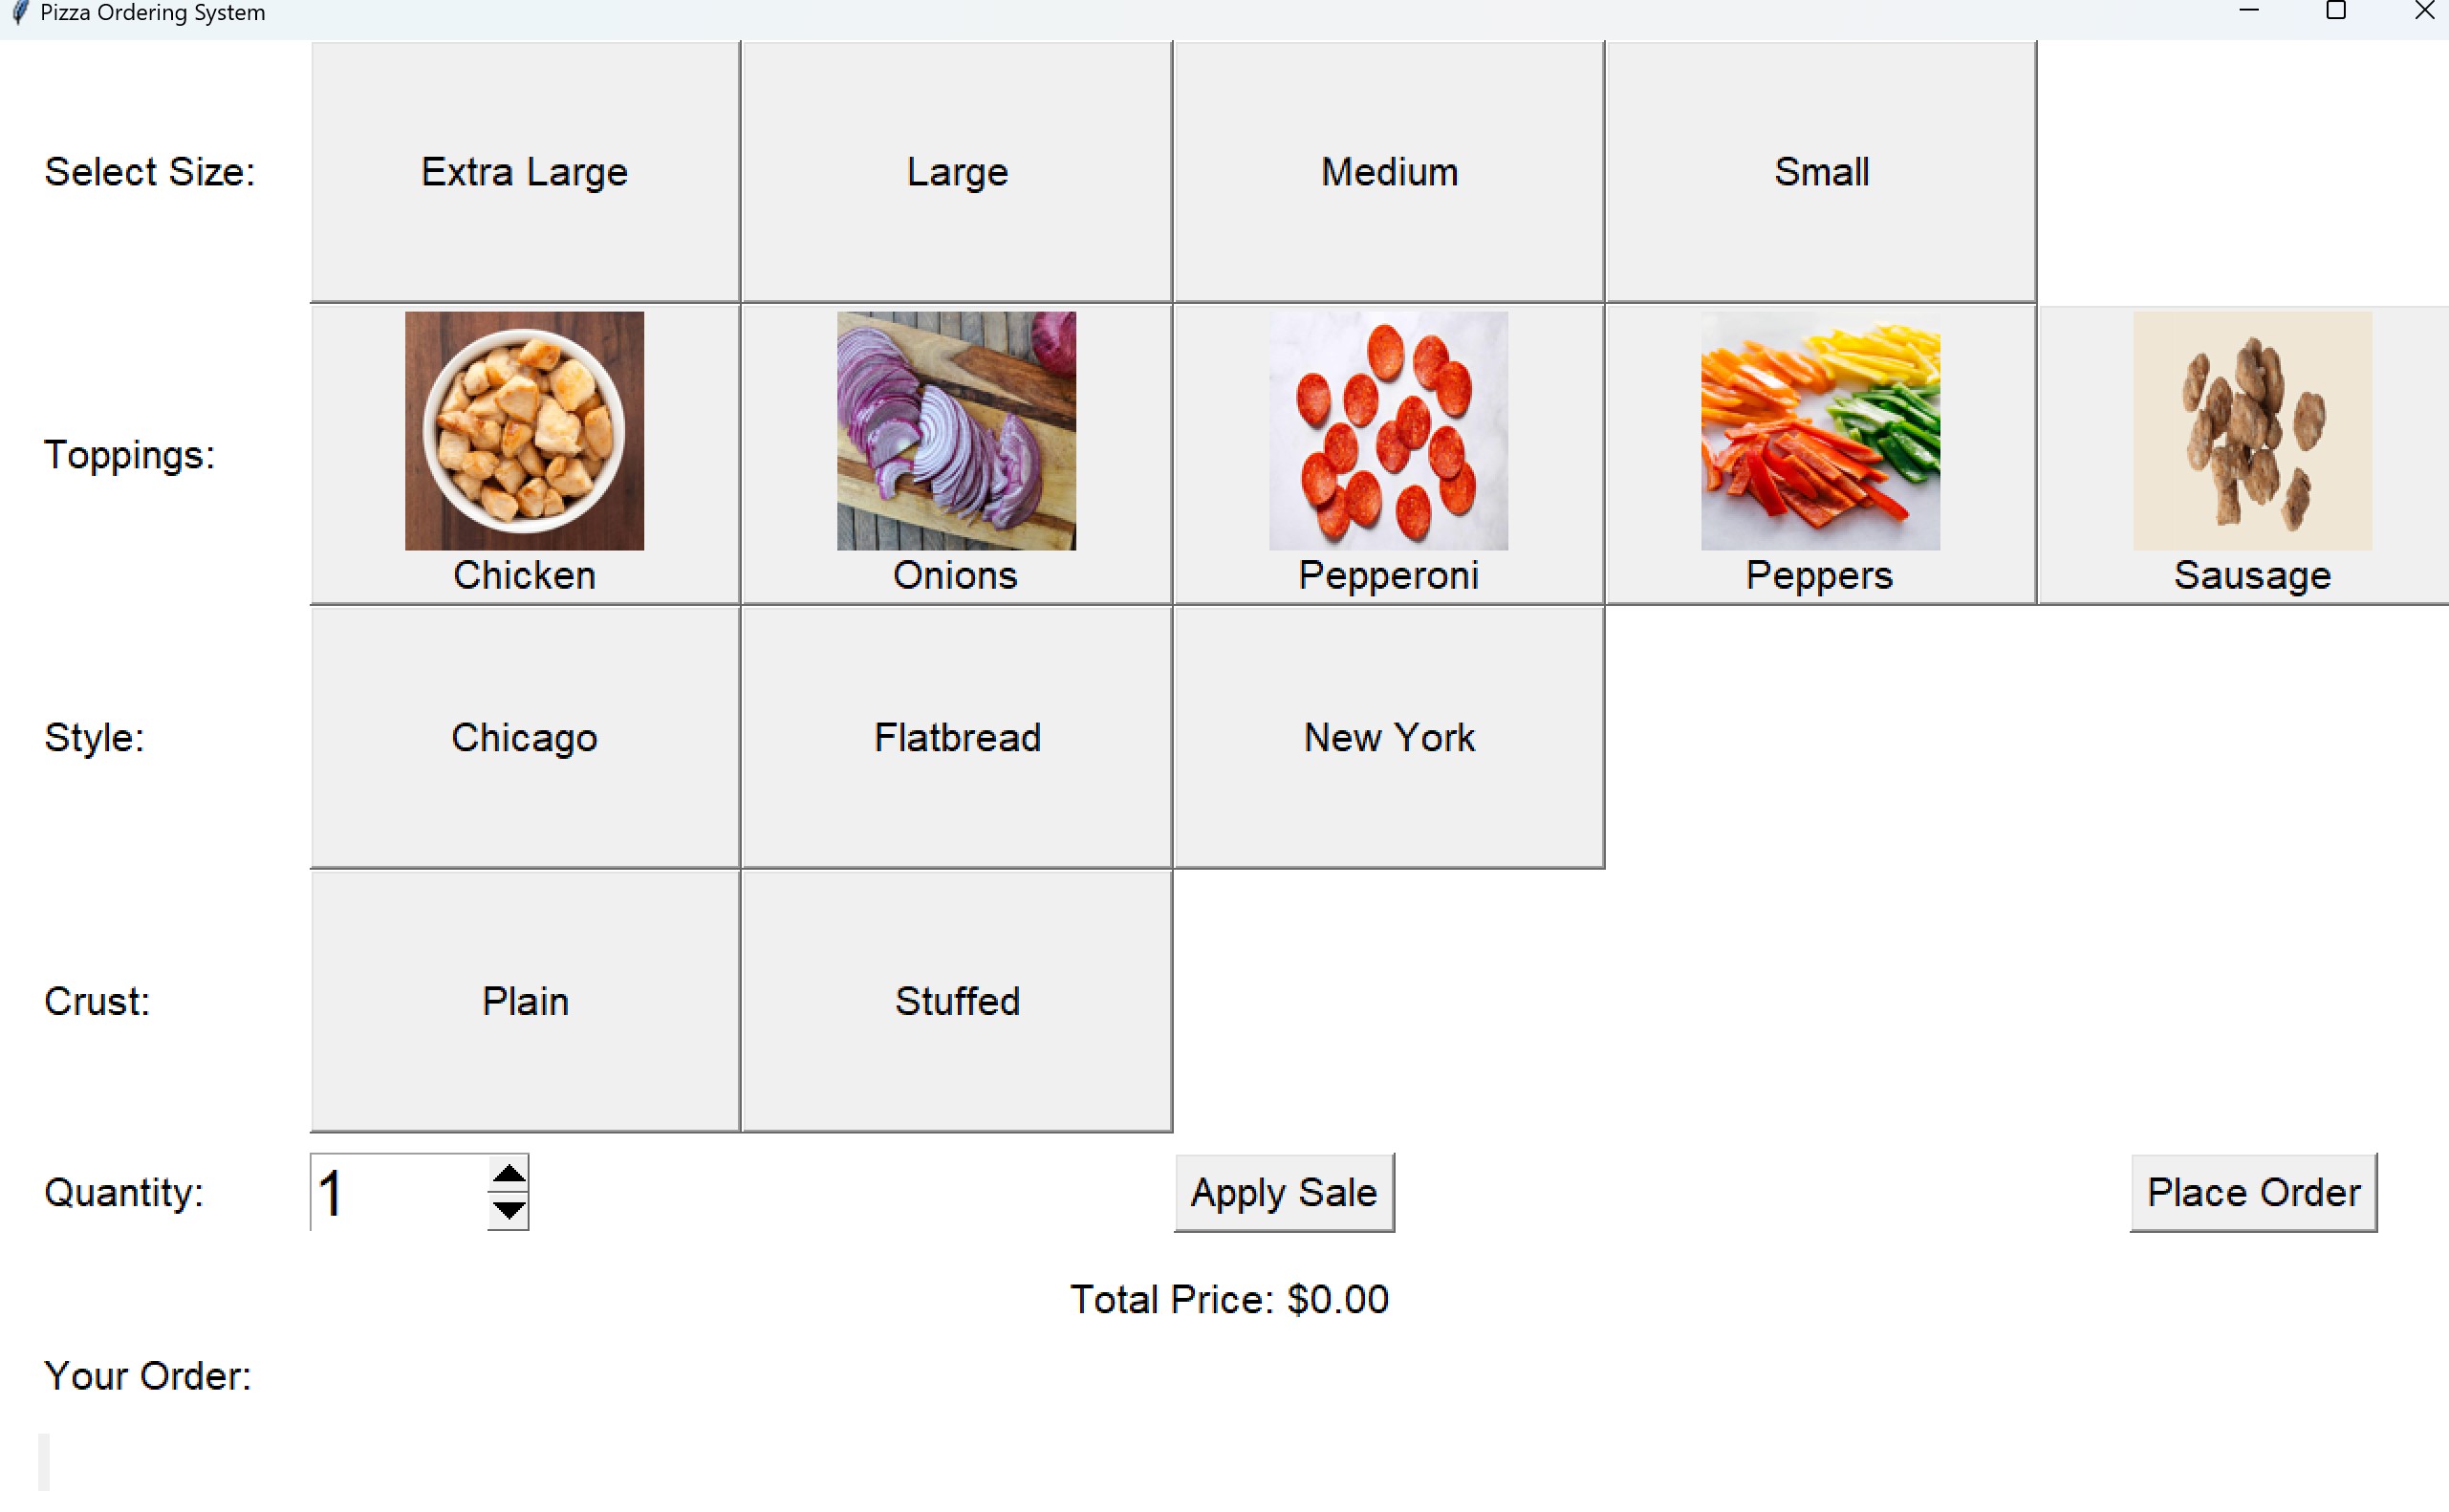 Pizza Ordering System
Select Size:
Extra Large
Large
Medium
Small
Toppings:
Chicken
Onions
Pepperoni
Peppers
Sausage
Style:
Chicago
Flatbread
New York
Crust:
Plain
Stuffed
Quantity:
1
Apply Sale
Place Order
Total Price: $0.00
Your Order: